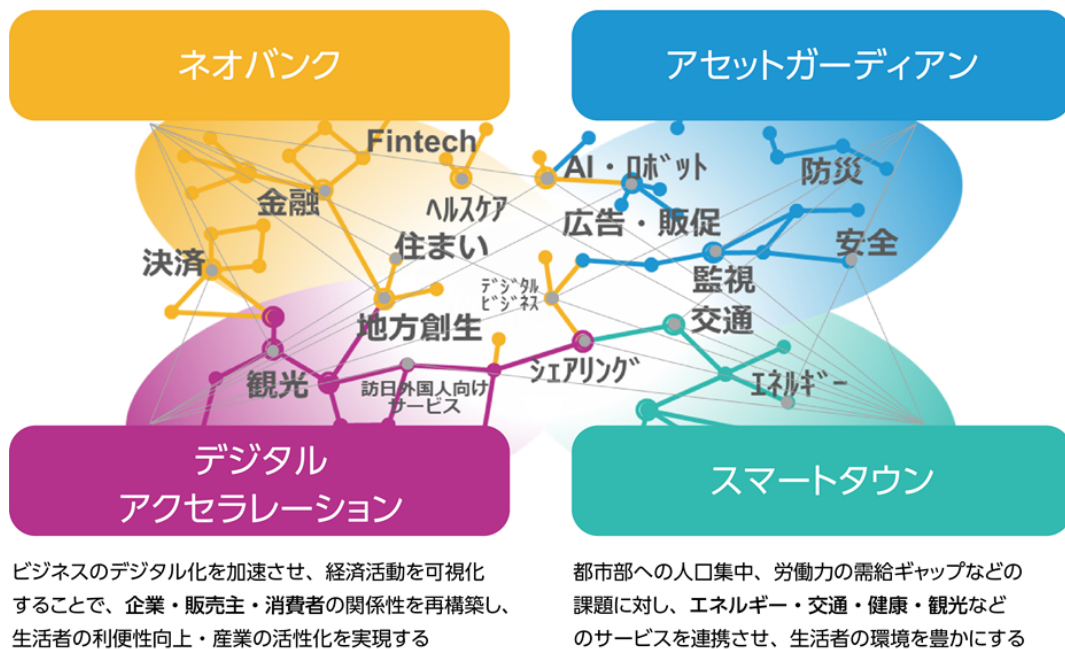 ネオバンク
アセットガーディアン
Fintech
AI・ロボット
防災
金融
ヘルスケア
広告・販促
住まい
安全
決済
監視
デジタル
ビジネス
地方創生
交通
シェアリング
観光
訪日外国人向け
サービス
エネルギー
デジタル
アクセラレーション
スマートタウン
ビジネスのデジタル化を加速させ、経済活動を可視化
することで、企業・販売主・消費者の関係性を再構築し、
生活者の利便性向上・産業の活性化を実現する
都市部への人口集中、労働力の需給ギャップなどの
課題に対し、エネルギー・交通・健康・観光など
のサービスを連携させ、生活者の環境を豊かにする